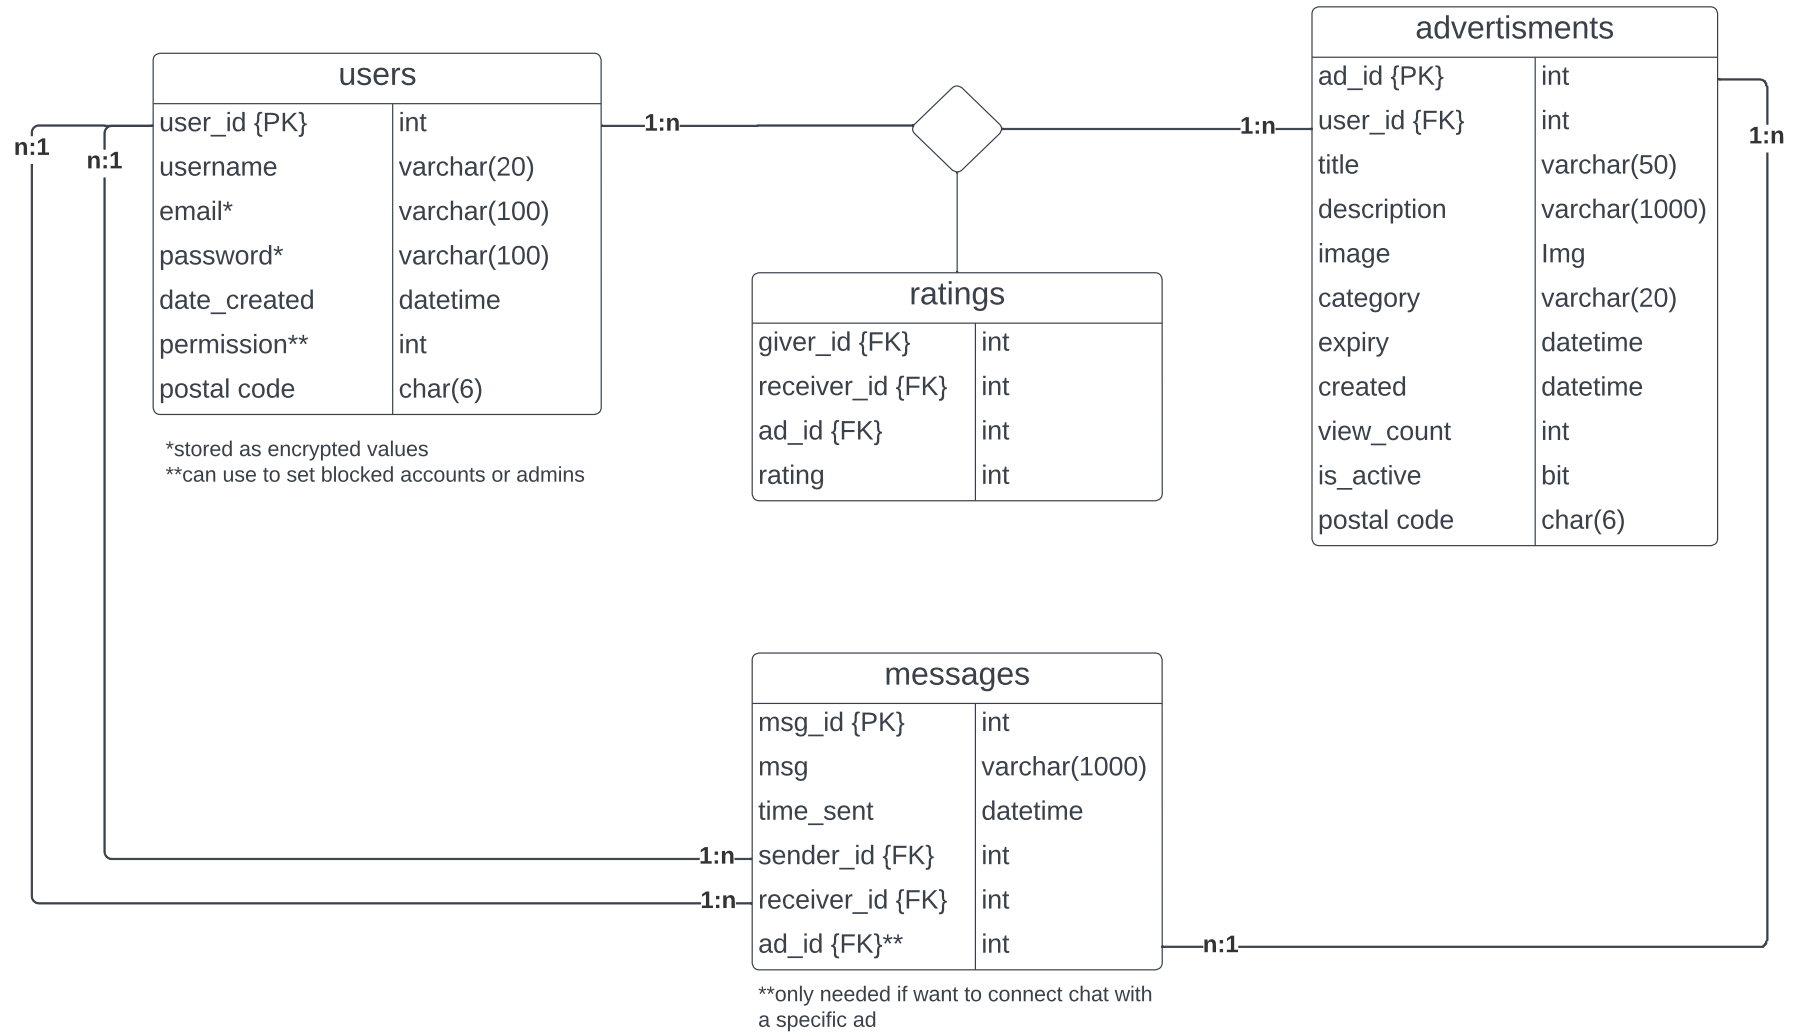 users
user_id {PK} int
username varchar(20)
email* varchar(100)
password* varchar(100)
date_created datetime
permission** int
postal code char(6)
*stored as encrypted values
**can use to set blocked accounts or admins
n:1
n:1
1:n
1:n
advertisments
ad_id {PK} int
user_id {FK} int
title varchar(50)
description varchar(1000)
image Img
category varchar(20)
expiry datetime
created datetime
view_count int
is_active bit
postal code char(6)
1:n
ratings
giver_id {FK} int
receiver_id {FK} int
ad_id {FK} int
rating int
messages
msg_id {PK} int
msg varchar(1000)
time_sent datetime
1:n sender_id {FK} int
1:n receiver_id {FK} int
ad_id {FK}** int n:1
**only needed if want to connect chat with
a specific ad